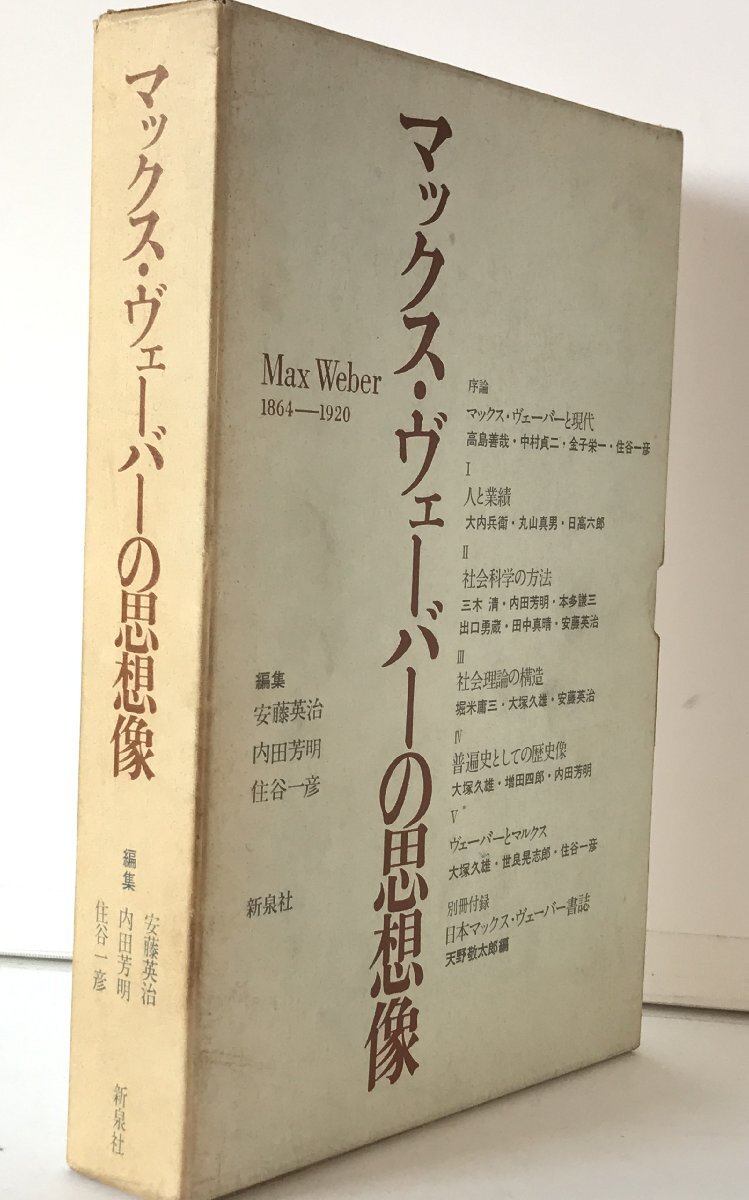 マックス・ヴェーバーの思想像
編集
安藤英治
内田芳明
住谷一彦
新泉社
マックス・ヴェーバーの思想像
Max Weber
1864—1920
編集
安藤英治
内田芳明
住谷一彦
新泉社
序論
マックス・ヴェーバーと現代
高島善哉・中村貞二・金子栄一・住谷一彦
I
人と業績
大内兵衛・丸山真男・日高六郎
II
社会科学の方法
三木 清・内田芳明・本多謙三
出口勇蔵・田中真晴・安藤英治
III
社会理論の構造
堀米庸三・大塚久雄・安藤英治
IV
普遍史としての歴史像
大塚久雄・増田四郎・内田芳明
V
ヴェーバーとマルクス
大塚久雄・世良晃志郎・住谷一彦
別冊付録
日本マックス・ヴェーバー書誌
天野敬太郎編